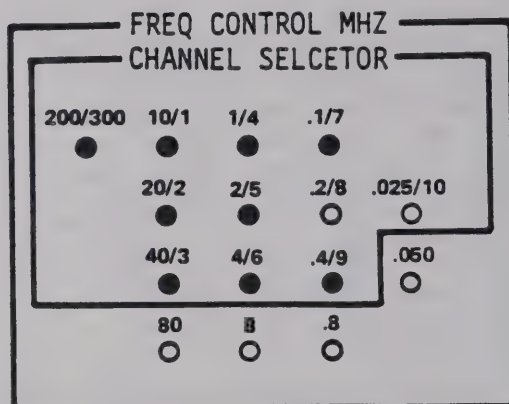 FREQ CONTROL MHZ
CHANNEL SELCETOR
200/300 10/1 1/4 .1/7
20/2 2/5 .2/8 .025/10
40/3 4/6 .4/9 .050
80 8 .8